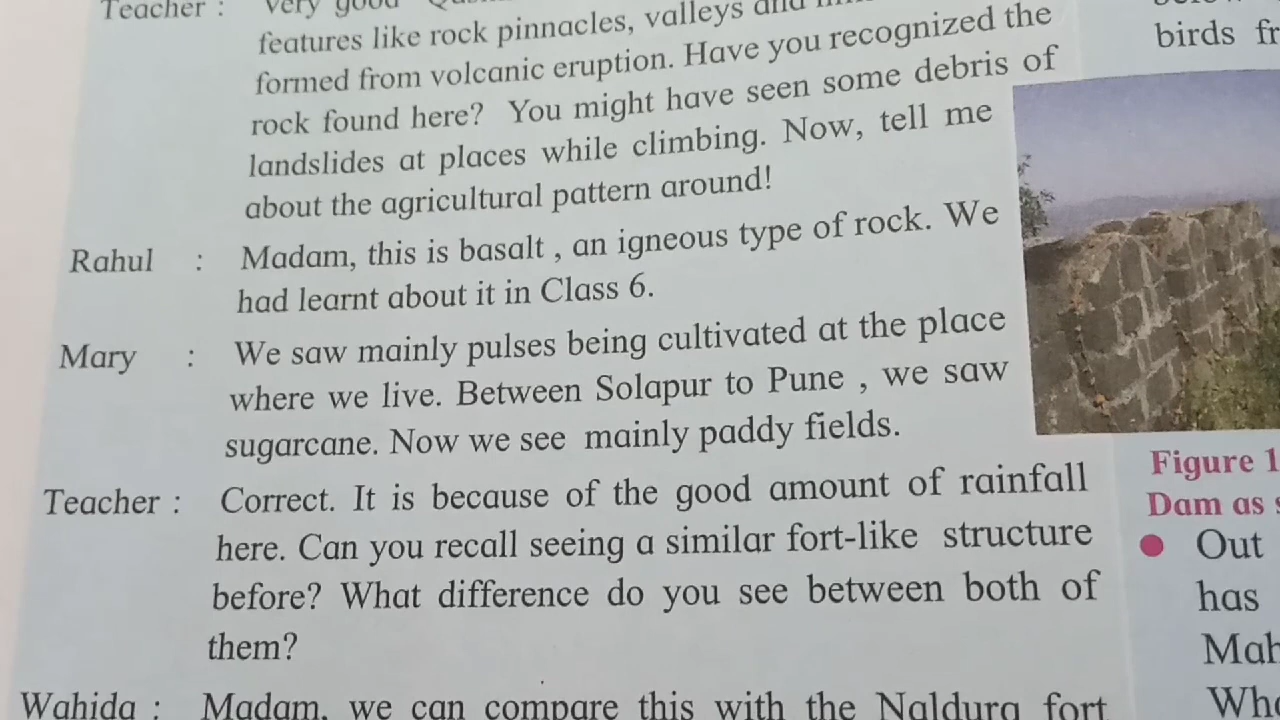 Teacher : Very good
features like rock pinnacles, valleys and
formed from volcanic eruption. Have you recognized the
rock found here? You might have seen some debris of
landslides at places while climbing. Now, tell me
about the agricultural pattern around!
Rahul : Madam, this is basalt , an igneous type of rock. We
had learnt about it in Class 6.
Mary : We saw mainly pulses being cultivated at the place
where we live. Between Solapur to Pune , we saw
sugarcane. Now we see mainly paddy fields.
Teacher : Correct. It is because of the good amount of rainfall
here. Can you recall seeing a similar fort-like structure
before? What difference do you see between both of
them?
Wahida : Madam, we can compare this with the Naldurg fort
birds
Figure 1
Dam as
● Out
has